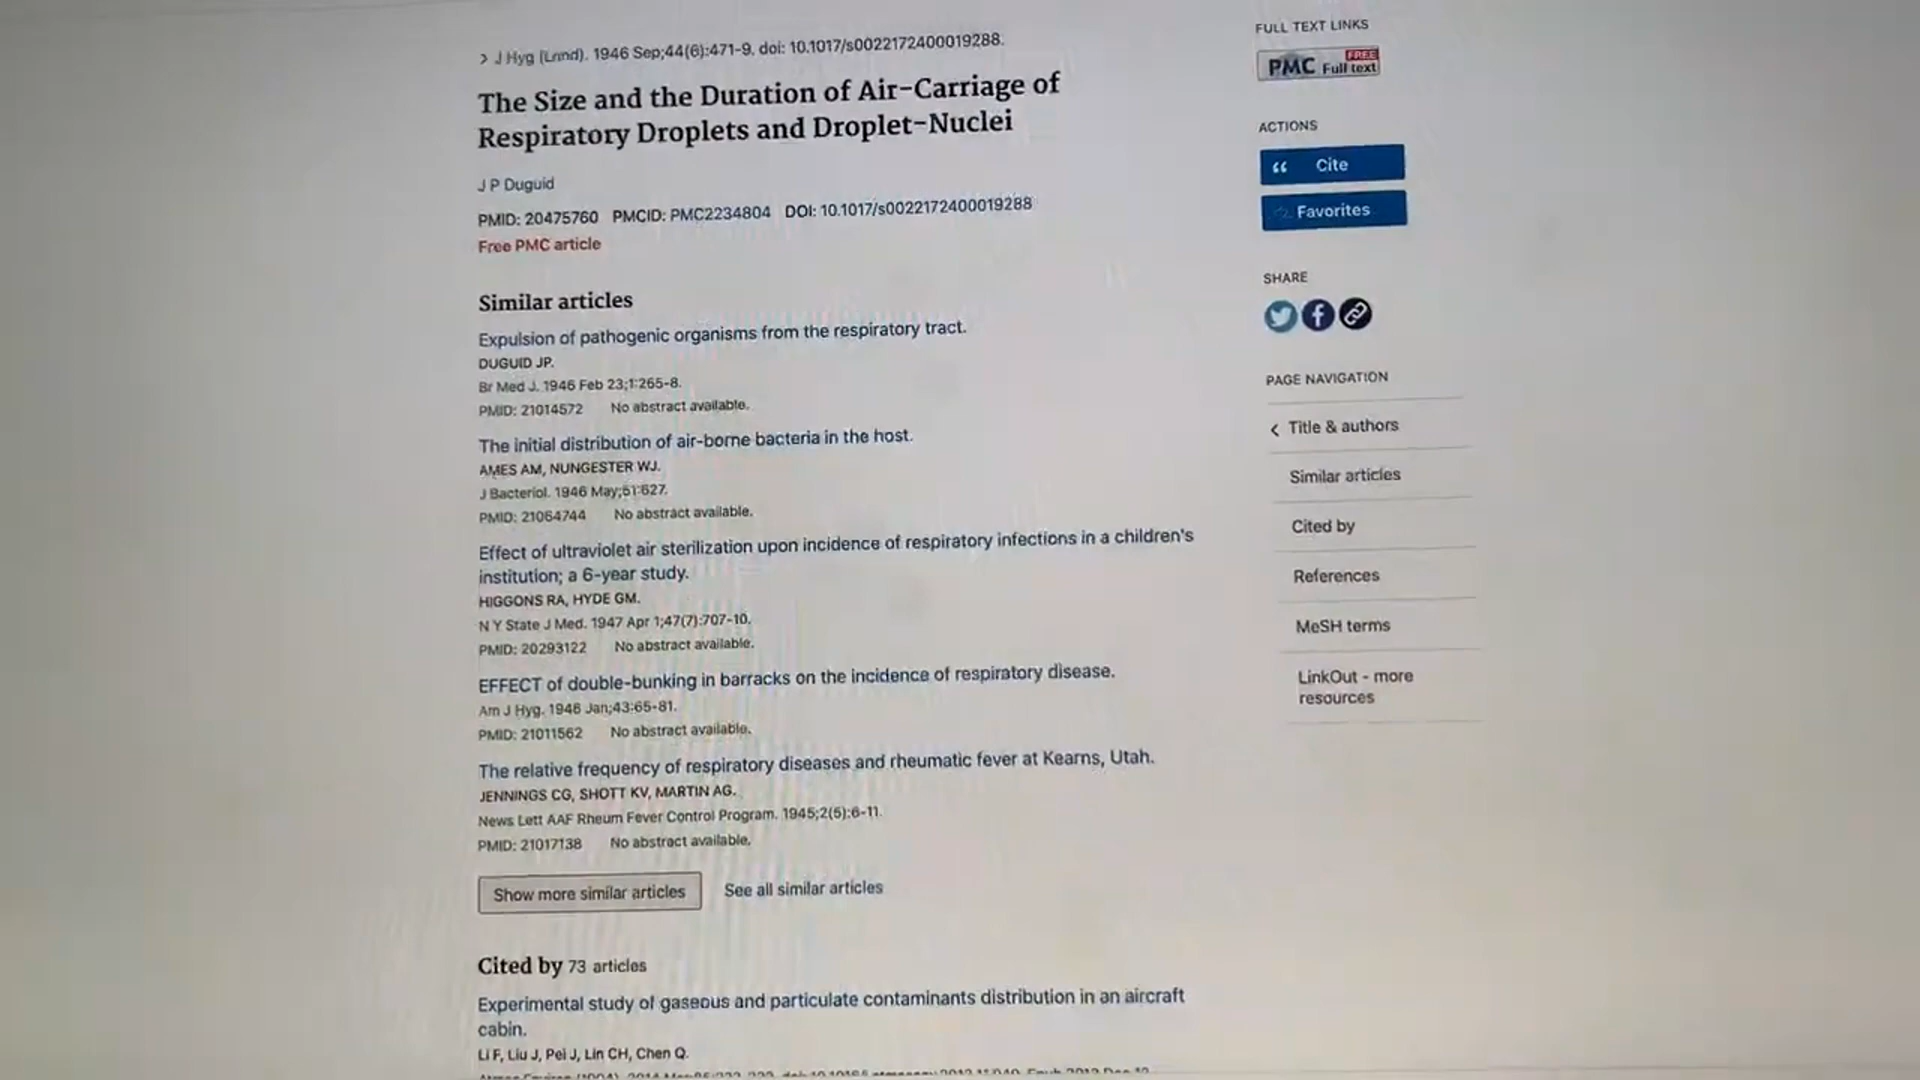 J Hyg (Lond). 1946 Sep;44(6):471-9. doi: 10.1017/s0022172400019288.
The Size and the Duration of Air-Carriage of
Respiratory Droplets and Droplet-Nuclei
J P Duguid
PMID: 20475760 PMCID: PMC2234804 DOI: 10.1017/s0022172400019288
Free PMC article
Similar articles
Expulsion of pathogenic organisms from the respiratory tract.
DUGUID JP.
Br Med J. 1946 Feb 23;1:265-8.
PMID: 21014572 No abstract available.
The initial distribution of air-borne bacteria in the host.
AMES AM, NUNGESTER WJ.
J Bacteriol. 1946 May;51:627.
PMID: 21064744 No abstract available.
Effect of ultraviolet air sterilization upon incidence of respiratory infections in a children's
institution; a 6-year study.
HIGGONS RA, HYDE GM.
N Y State J Med. 1947 Apr 1;47(7):707-10.
PMID: 20293122 No abstract available.
EFFECT of double-bunking in barracks on the incidence of respiratory disease.
Am J Hyg. 1946 Jan;43:65-81.
PMID: 21011562 No abstract available.
The relative frequency of respiratory diseases and rheumatic fever at Kearns, Utah.
JENNINGS CG, SHOTT KV, MARTIN AG.
News Lett AAF Rheum Fever Control Program. 1945;2(5):6-11.
PMID: 21017138 No abstract available.
Show more similar articles See all similar articles
Cited by 73 articles
Experimental study of gaseous and particulate contaminants distribution in an aircraft
cabin.
Li F, Liu J, Pei J, Lin CH, Chen Q.
FULL TEXT LINKS
PMC FREE Full text
ACTIONS
Cite
Favorites
SHARE
PAGE NAVIGATION
Title & authors
Similar articles
Cited by
References
MeSH terms
LinkOut - more
resources